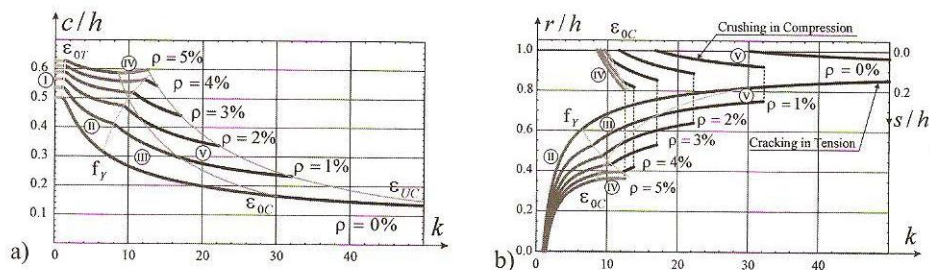 c/h
ε0T
0.6
0.5
0.4
0.3
0.2
0.1
I
II
III
IV
V
fY
ρ = 5%
ρ = 4%
ρ = 3%
ρ = 2%
ρ = 1%
ρ = 0%
ε0C
εUC
k
0 10 20 30 40
a)
r/h
ε0C
Crushing in Compression
1.0
0.8
0.6
0.4
0.2
0.0
IV
V
0.0
0.2
s/h
ρ = 0%
V
ρ = 1%
ρ = 2%
ρ = 3%
ρ = 4%
ρ = 5%
fY
II
III
IV
ε0C
Cracking in Tension
k
0 10 20 30 40
b)